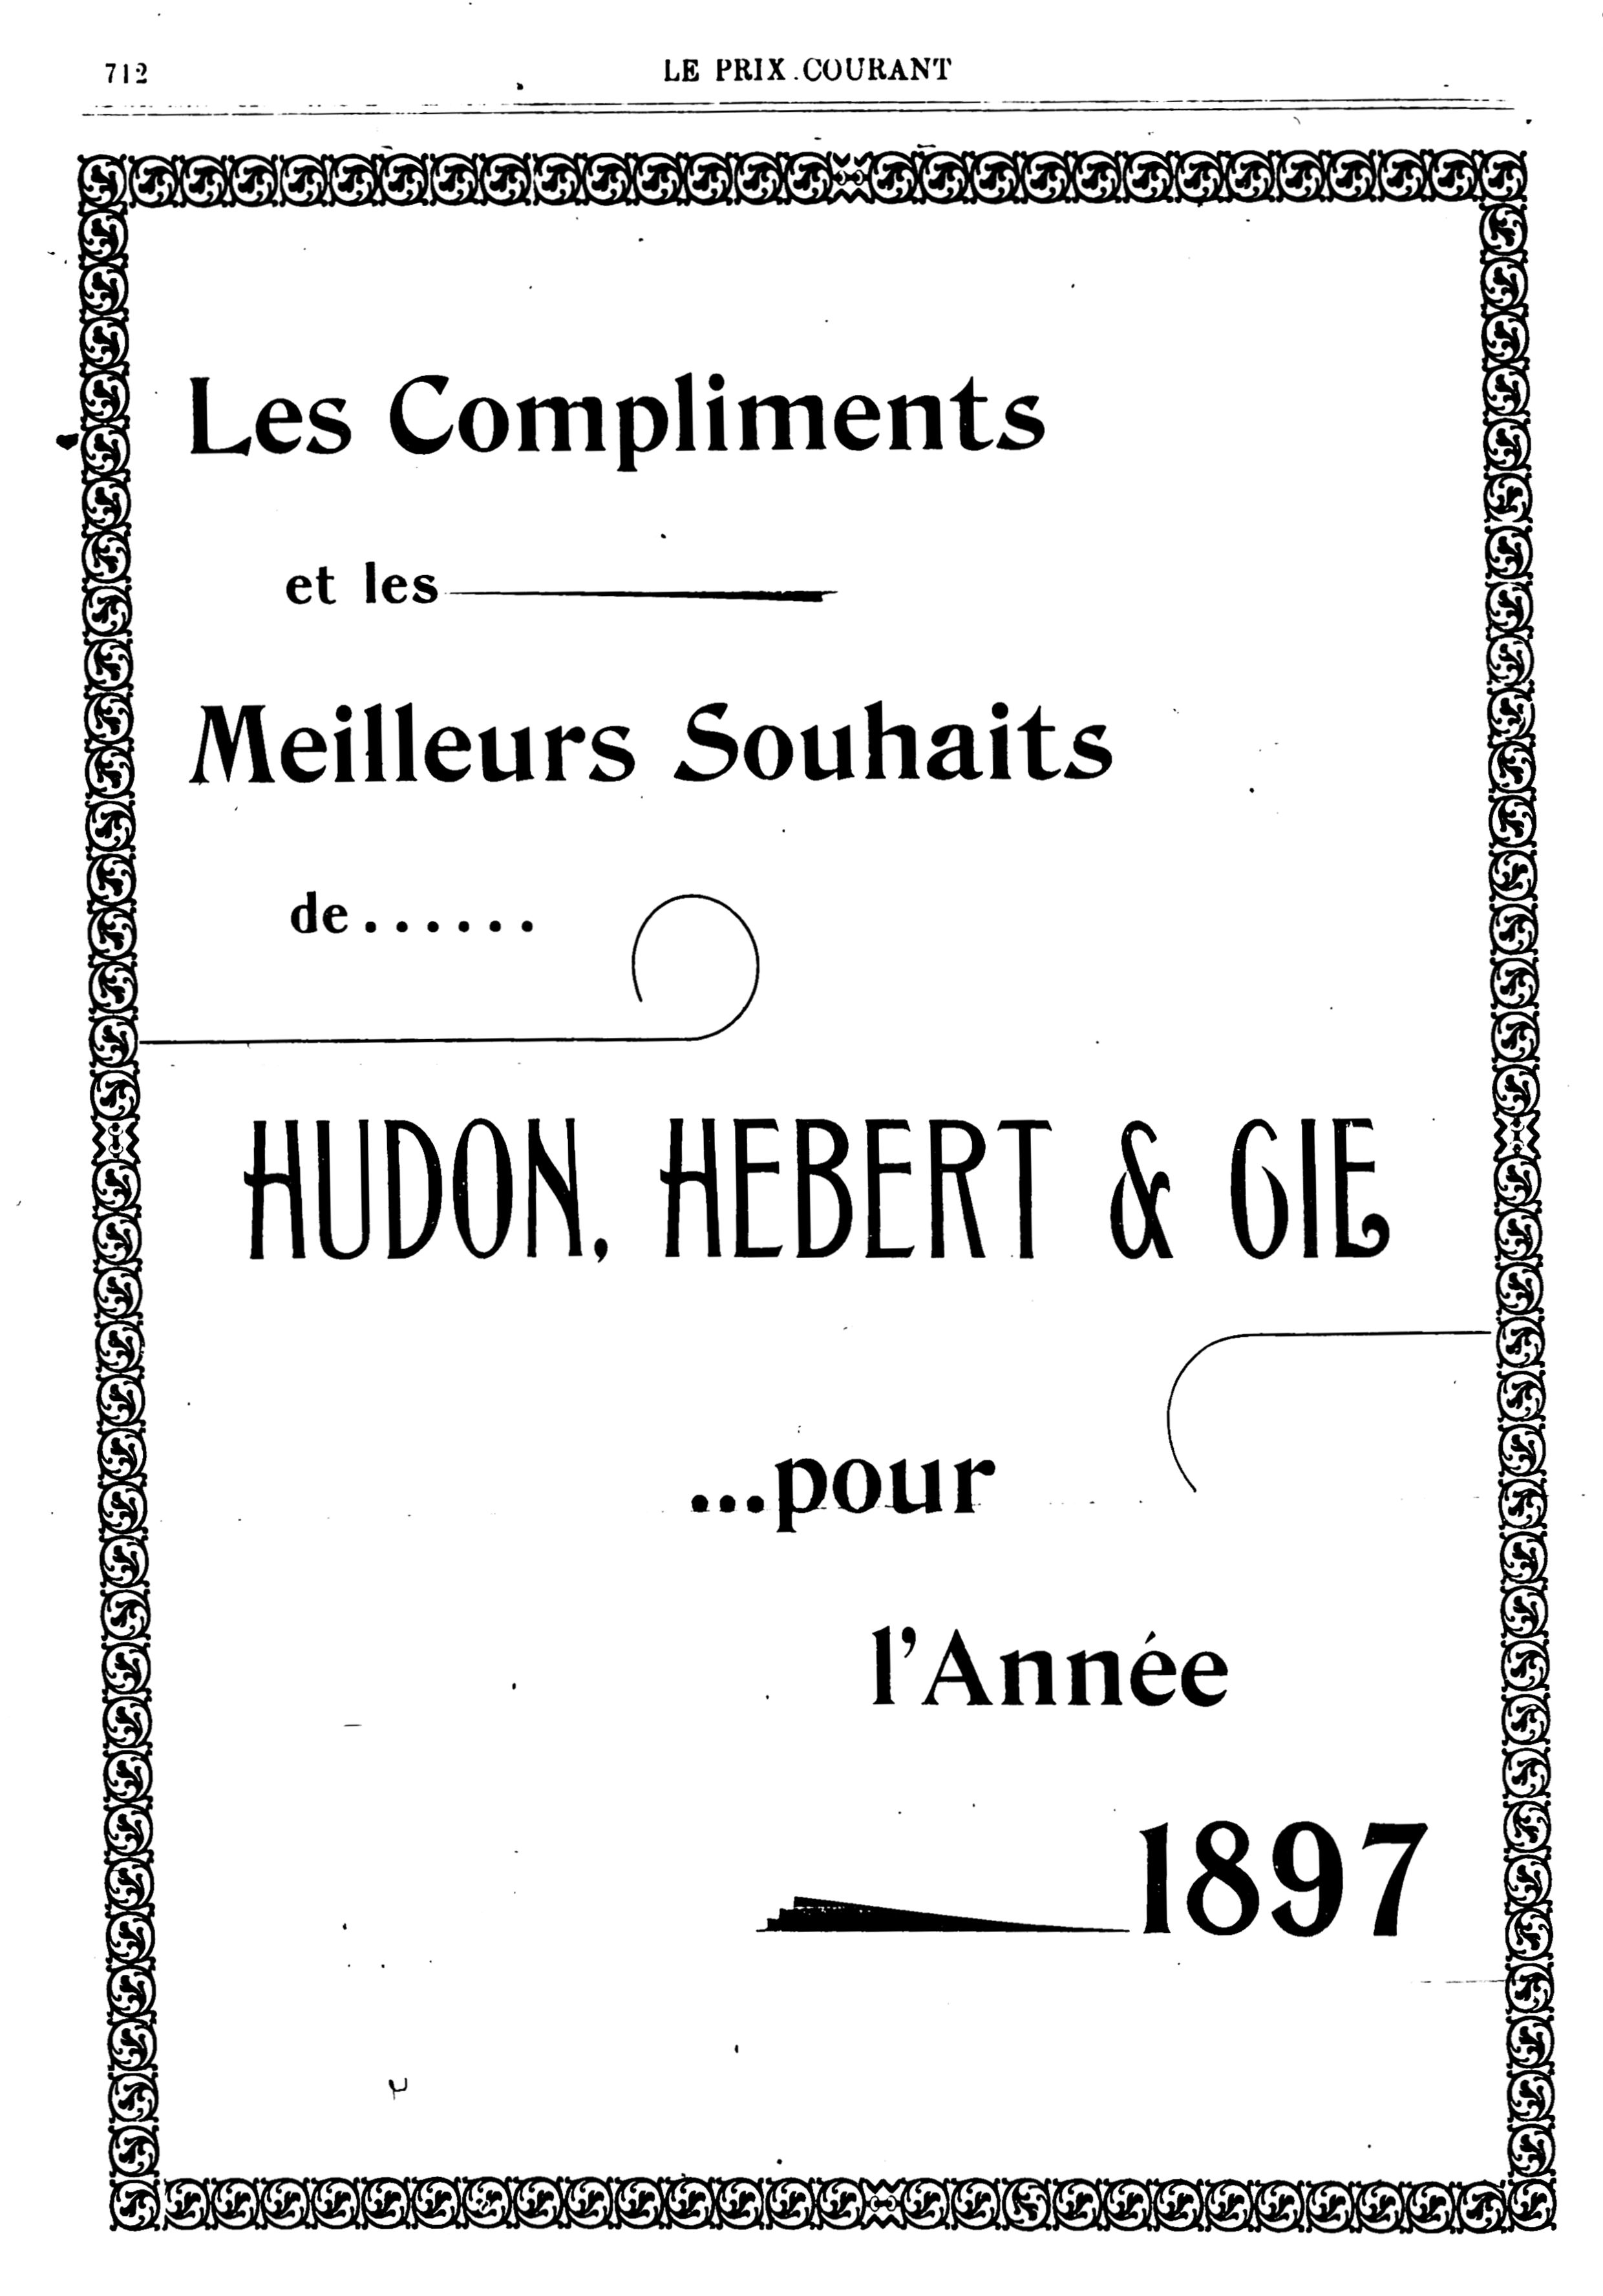 712
LE PRIX COURANT
Les Compliments
et les
Meilleurs Souhaits
de......
HUDON, HEBERT & CIE
...pour
l'Année
1897